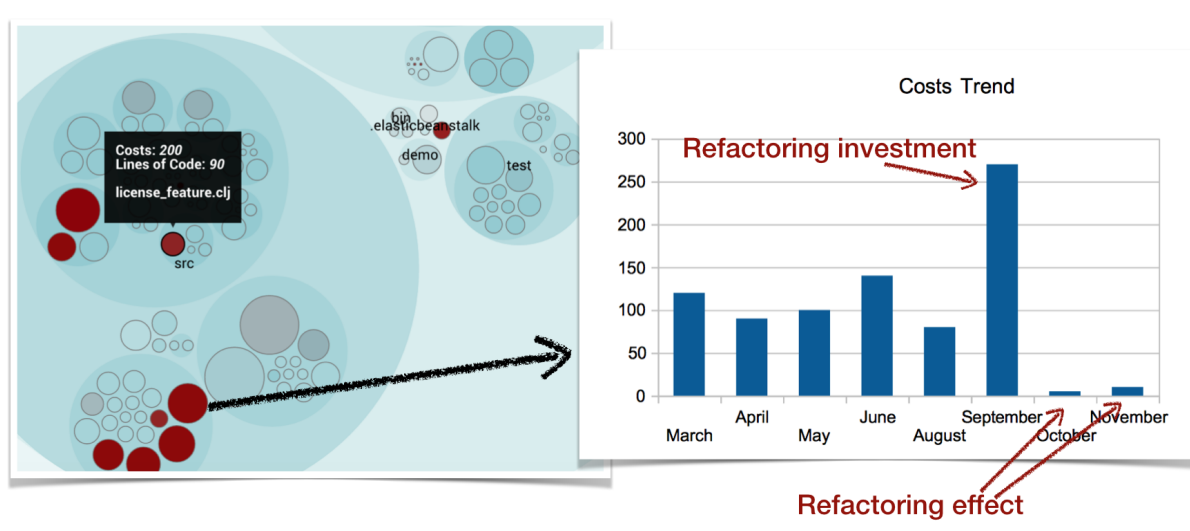 bin
.elasticbeanstalk
demo
test
Costs: 200
Lines of Code: 90
license_feature.clj
src
Costs Trend
300
250
200
150
100
50
0
Refactoring investment
March
April
May
June
August
September
October
November
Refactoring effect